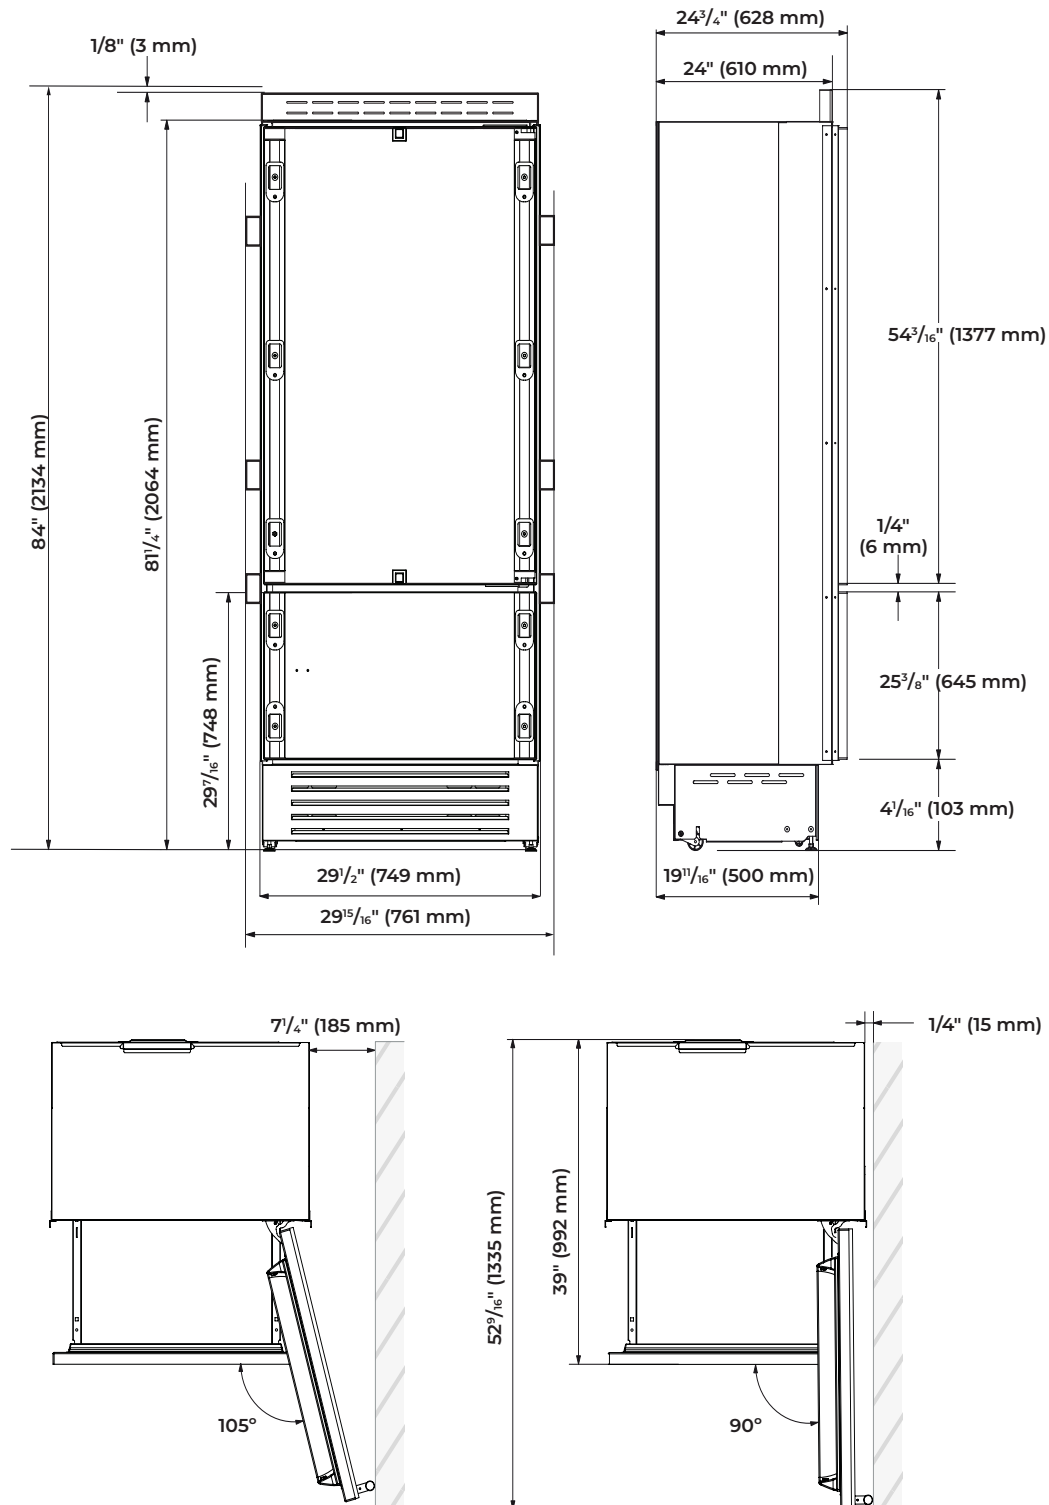 24³/₄" (628 mm)
1/8" (3 mm)
24" (610 mm)
54³/₁₆" (1377 mm)
84" (2134 mm)
81¹/₄" (2064 mm)
1/4"
(6 mm)
29⁷/₁₆" (748 mm)
25³/₈" (645 mm)
4¹/₁₆" (103 mm)
29¹/₂" (749 mm)
19¹¹/₁₆" (500 mm)
29¹⁵/₁₆" (761 mm)
7¹/₄" (185 mm)
1/4" (15 mm)
52⁹/₁₆" (1335 mm)
39" (992 mm)
105º
90º